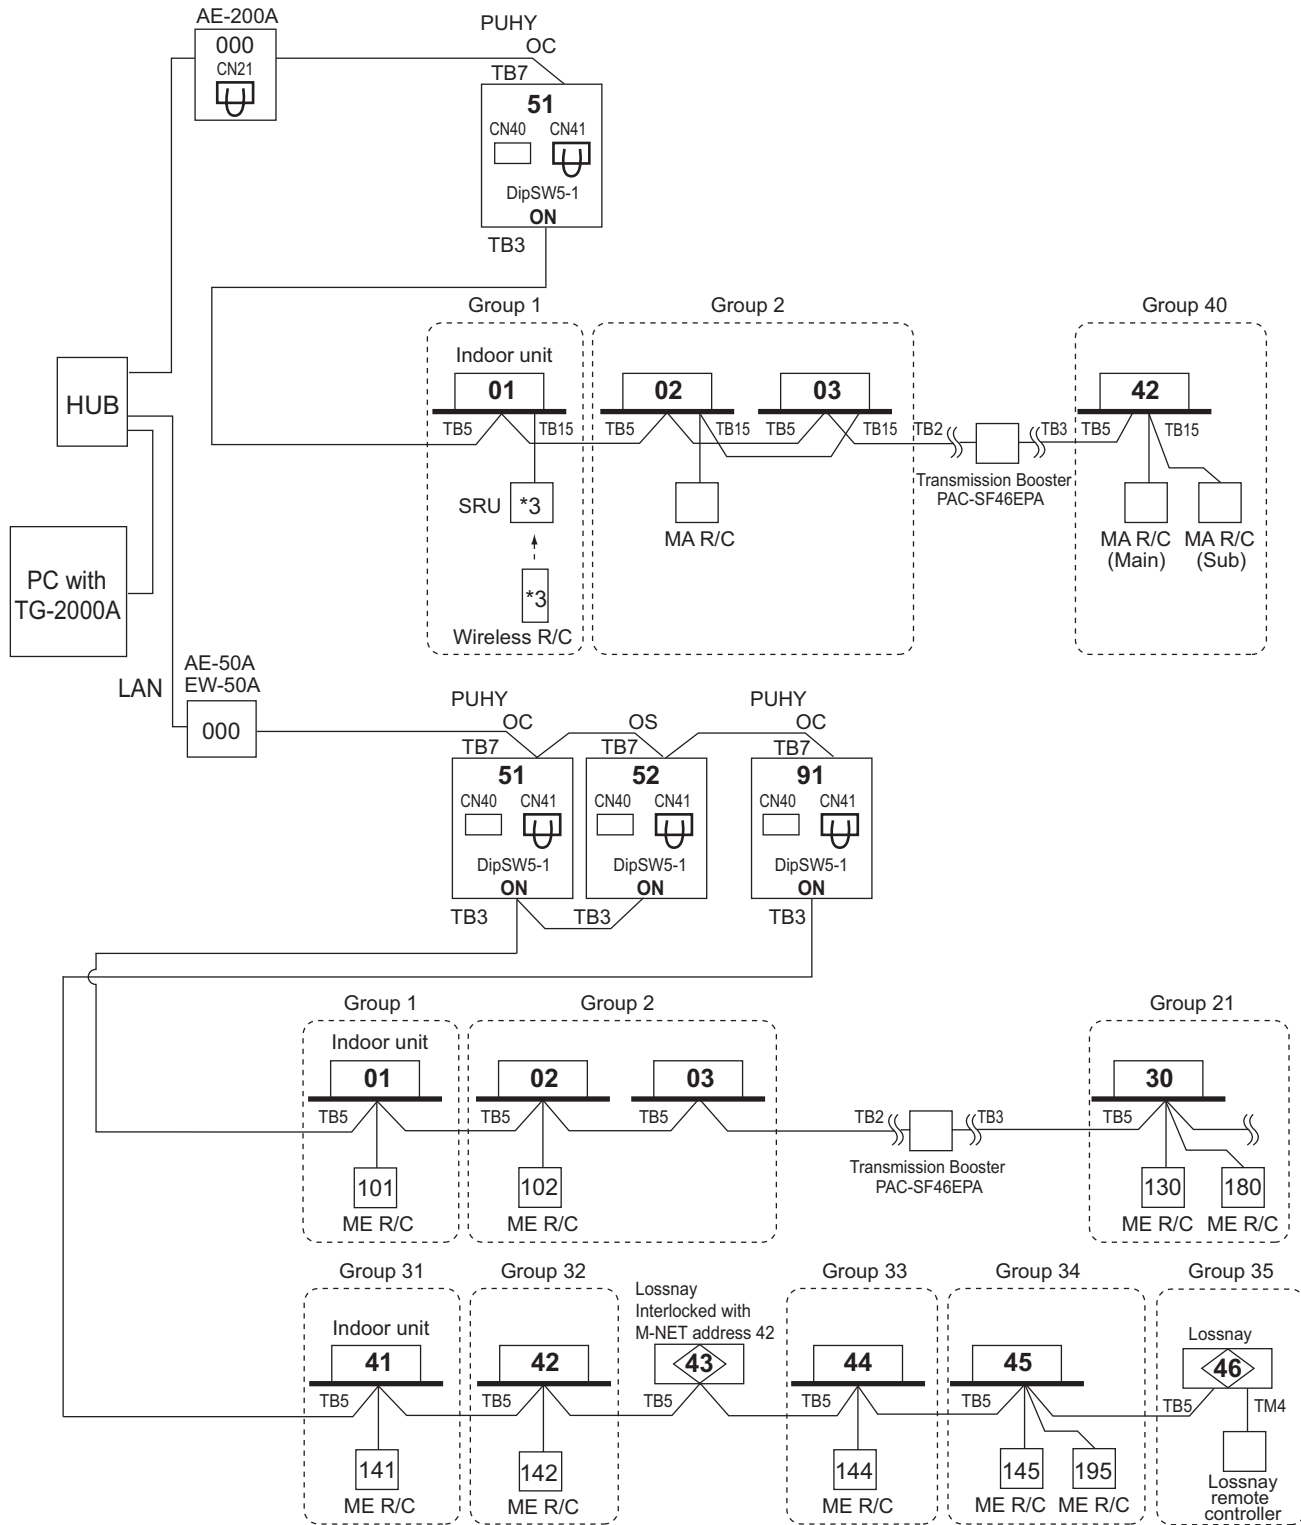 AE-200A
000
CN21
PUHY
OC
TB7
51
CN40 CN41
DipSW5-1
ON
TB3
Group 1
Group 2
Group 40
Indoor unit
01
02
03
42
TB5
TB15
TB5
TB15
TB5
TB15
TB2
TB3
TB5
TB15
Transmission Booster
PAC-SF46EPA
SRU
*3
MA R/C
MA R/C
(Main)
MA R/C
(Sub)
*3
Wireless R/C
HUB
PC with
TG-2000A
LAN
AE-50A
EW-50A
000
PUHY
OC
OS
PUHY
OC
TB7
TB7
TB7
51
52
91
CN40 CN41
CN40 CN41
CN40 CN41
DipSW5-1
DipSW5-1
DipSW5-1
ON
ON
ON
TB3
TB3
TB3
Group 1
Group 2
Group 21
Indoor unit
01
02
03
30
TB5
TB5
TB5
TB2
TB3
TB5
Transmission Booster
PAC-SF46EPA
101
102
130
180
ME R/C
ME R/C
ME R/C
ME R/C
Group 31
Group 32
Lossnay
Interlocked with
M-NET address 42
Group 33
Group 34
Group 35
Indoor unit
Lossnay
41
42
43
44
45
46
TB5
TB5
TB5
TB5
TB5
TB5
TM4
141
142
144
145
195
ME R/C
ME R/C
ME R/C
ME R/C
ME R/C
Lossnay
remote
controller